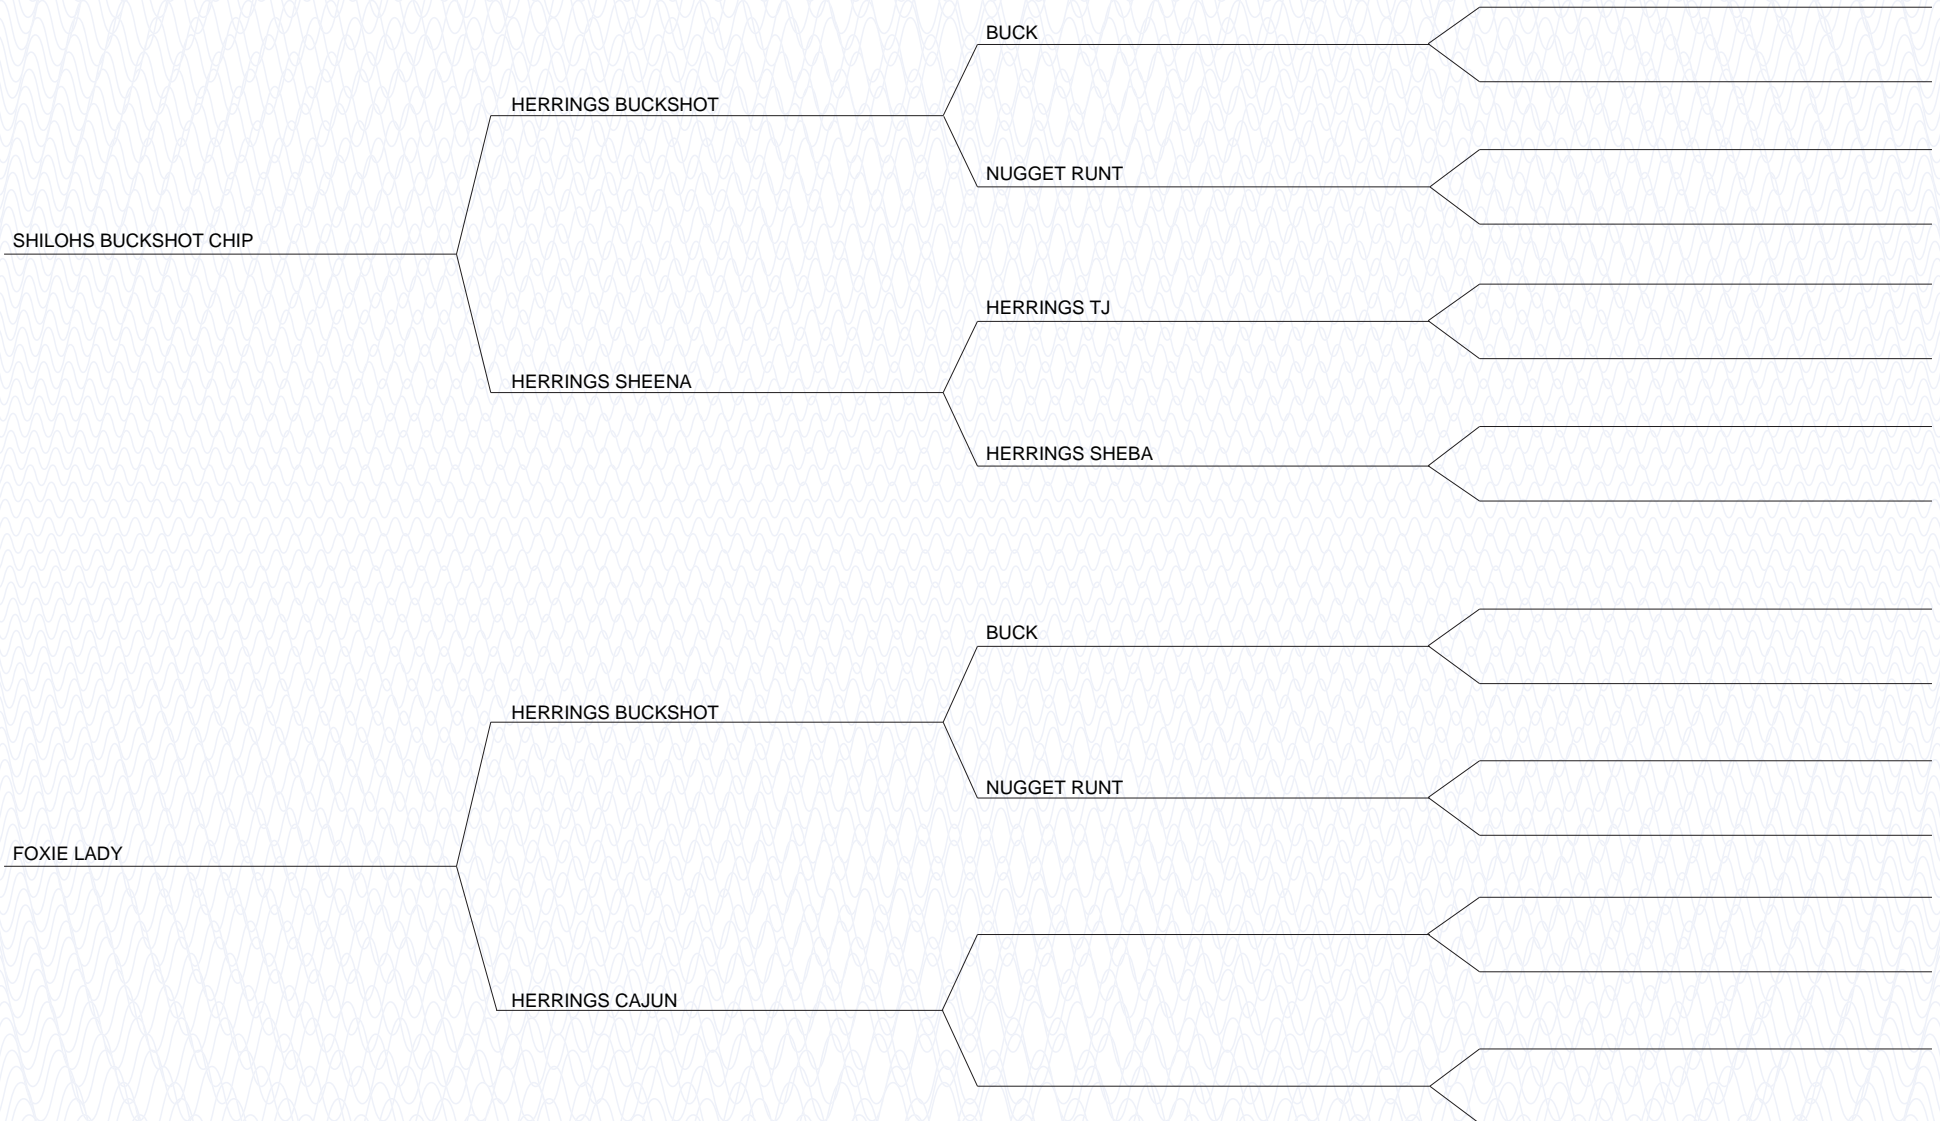 BUCK
HERRINGS BUCKSHOT
NUGGET RUNT
SHILOHS BUCKSHOT CHIP
HERRINGS TJ
HERRINGS SHEENA
HERRINGS SHEBA
BUCK
HERRINGS BUCKSHOT
NUGGET RUNT
FOXIE LADY
HERRINGS CAJUN